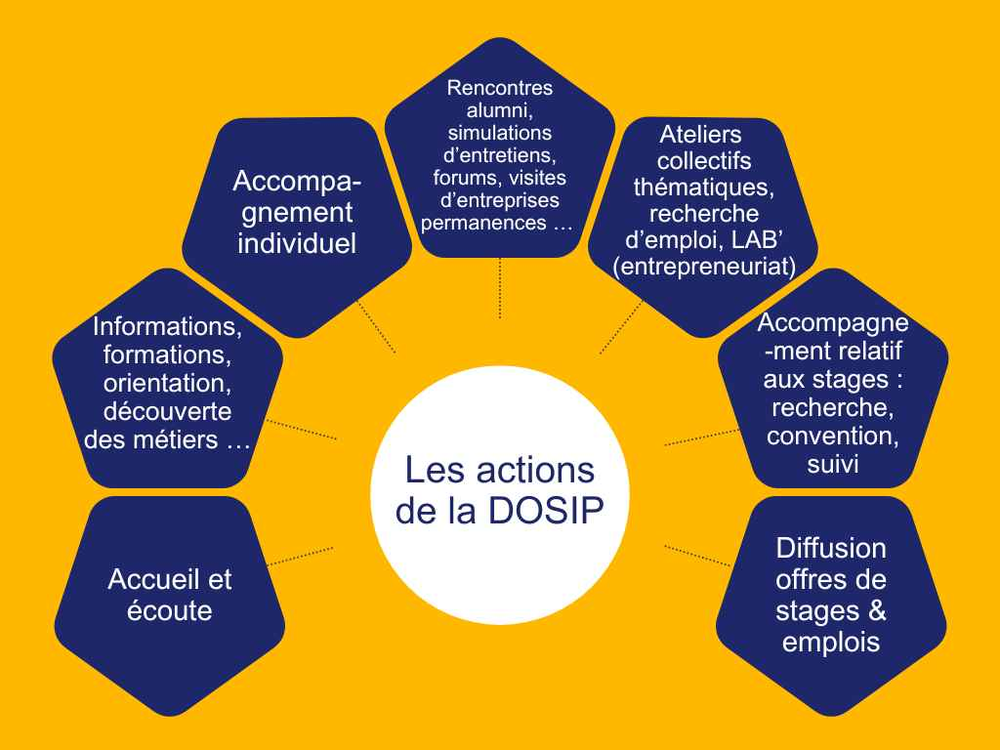 Rencontres
alumni,
simulations
d’entretiens,
forums, visites
d’entreprises
permanences …
Accompa-
gnement
individuel
Ateliers
collectifs
thématiques,
recherche
d’emploi, LAB’
(entrepreneuriat)
Informations,
formations,
orientation,
découverte
des métiers …
Accompagne
-ment relatif
aux stages :
recherche,
convention,
suivi
Les actions
de la DOSIP
Accueil et
écoute
Diffusion
offres de
stages &
emplois